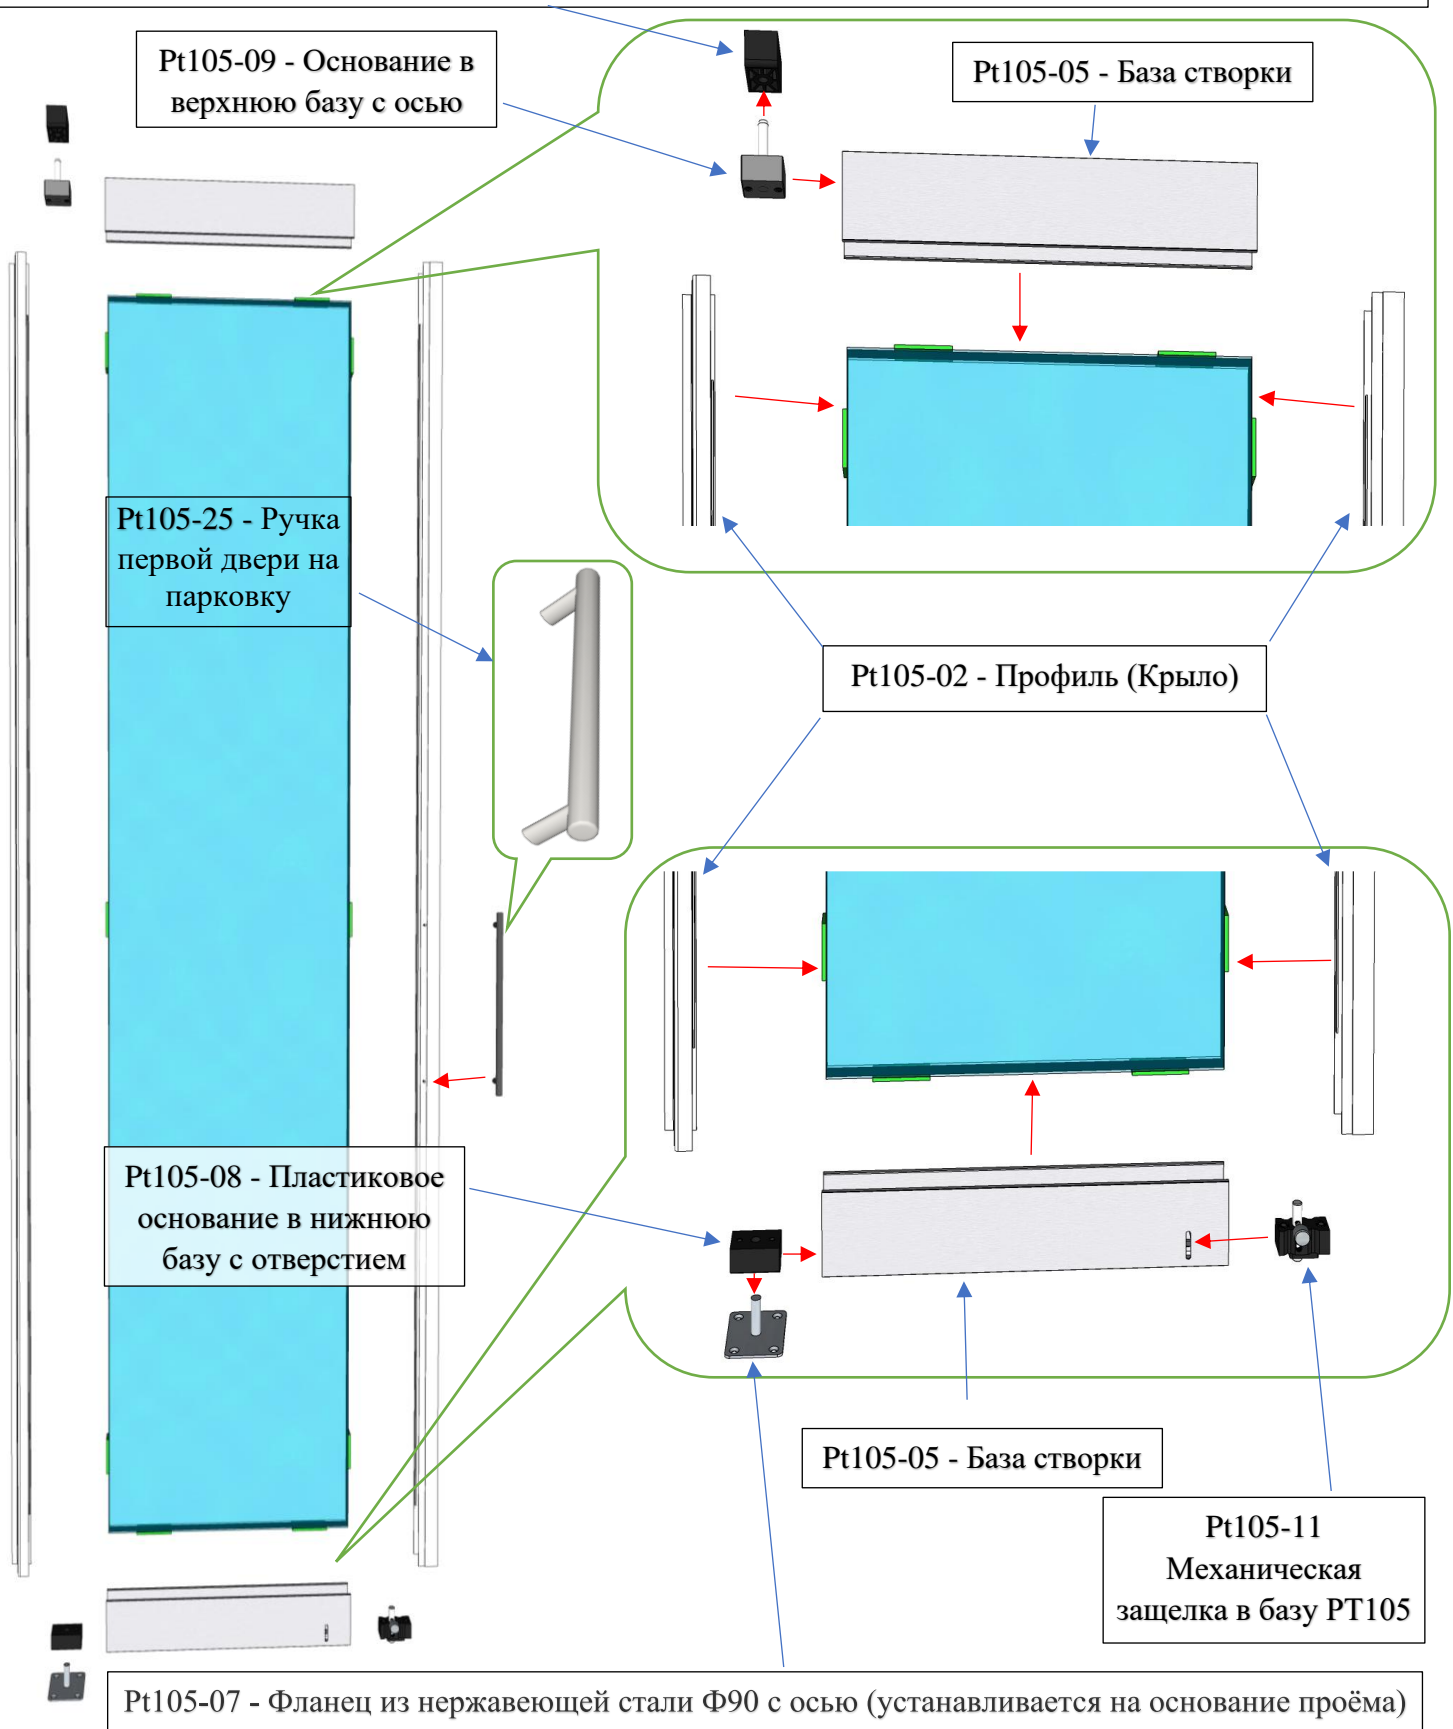 Pt105-09 - Основание в
верхнюю базу с осью
Pt105-05 - База створки
Pt105-25 - Ручка
первой двери на
парковку
Pt105-02 - Профиль (Крыло)
Pt105-08 - Пластиковое
основание в нижнюю
базу с отверстием
Pt105-05 - База створки
Pt105-11
Механическая
защелка в базу РТ105
Pt105-07 - Фланец из нержавеющей стали Ф90 с осью (устанавливается на основание проёма)